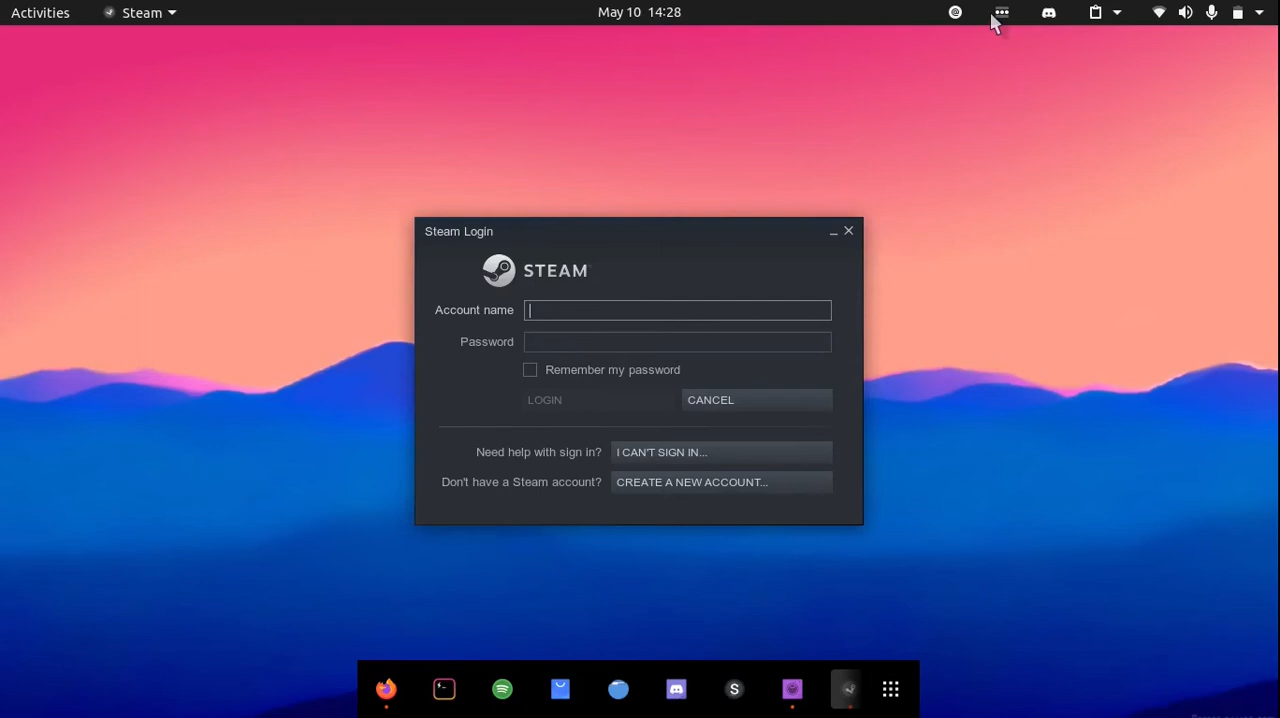 Activities Steam May 10 14:28
Steam Login
STEAM
Account name
Password
Remember my password
LOGIN CANCEL
Need help with sign in? I CAN'T SIGN IN...
Don't have a Steam account? CREATE A NEW ACCOUNT...
S